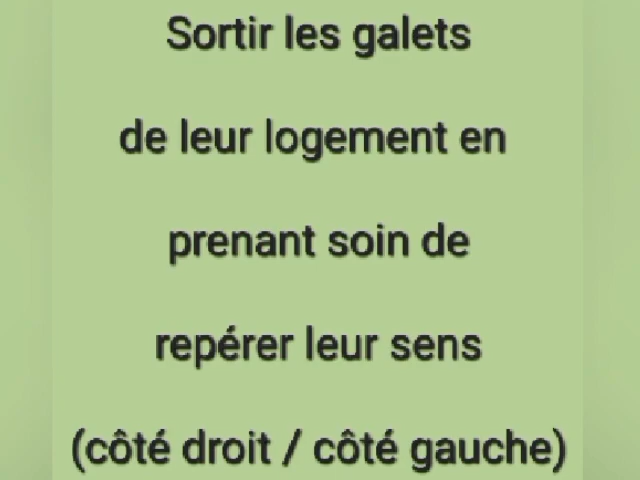 Sortir les galets
de leur logement en
prenant soin de
repérer leur sens
(côté droit / côté gauche)